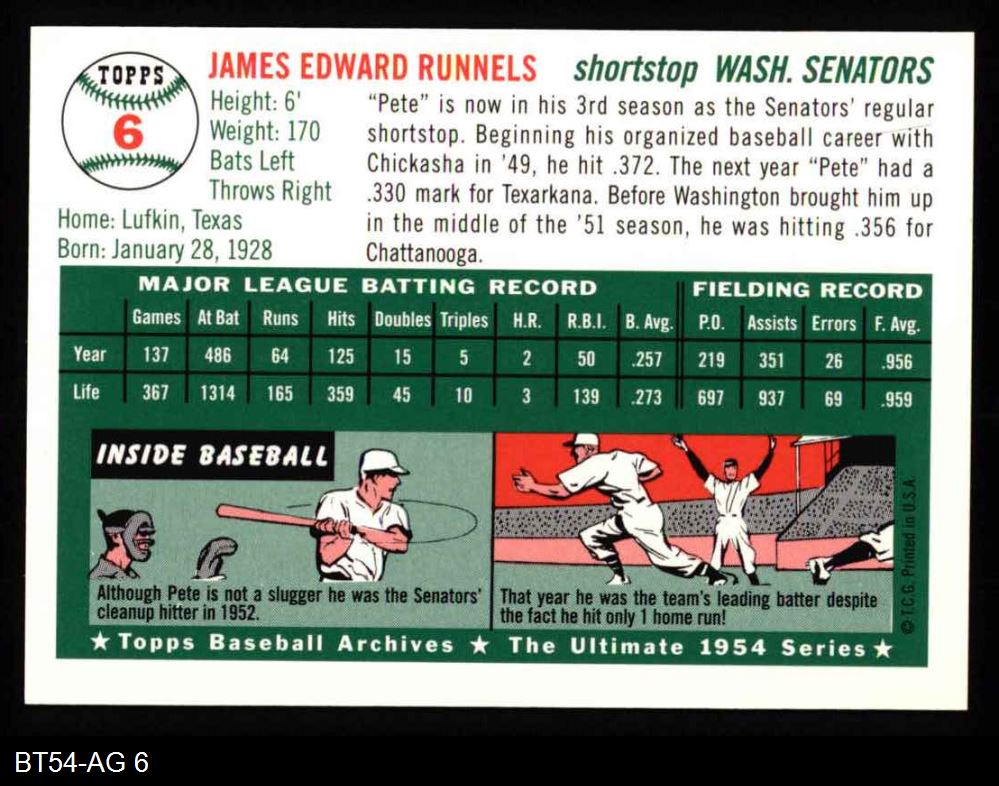 TOPPS
6
JAMES EDWARD RUNNELS shortstop WASH. SENATORS
Height: 6'
Weight: 170
Bats Left
Throws Right
Home: Lufkin, Texas
Born: January 28, 1928
"Pete" is now in his 3rd season as the Senators' regular
shortstop. Beginning his organized baseball career with
Chickasha in '49, he hit .372. The next year "Pete" had a
.330 mark for Texarkana. Before Washington brought him up
in the middle of the '51 season, he was hitting .356 for
Chattanooga.
MAJOR LEAGUE BATTING RECORD FIELDING RECORD
Games At Bat Runs Hits Doubles Triples H.R. R.B.I. B. Avg. P.O. Assists Errors F. Avg.
Year 137 486 64 125 15 5 2 50 .257 219 351 26 .956
Life 367 1314 165 359 45 10 3 139 .273 697 937 69 .959
INSIDE BASEBALL
Although Pete is not a slugger he was the Senators'
cleanup hitter in 1952.
That year he was the team's leading batter despite
the fact he hit only 1 home run!
© T.C.G. Printed in U.S.A.
★ Topps Baseball Archives ★ The Ultimate 1954 Series ★
BT54-AG 6